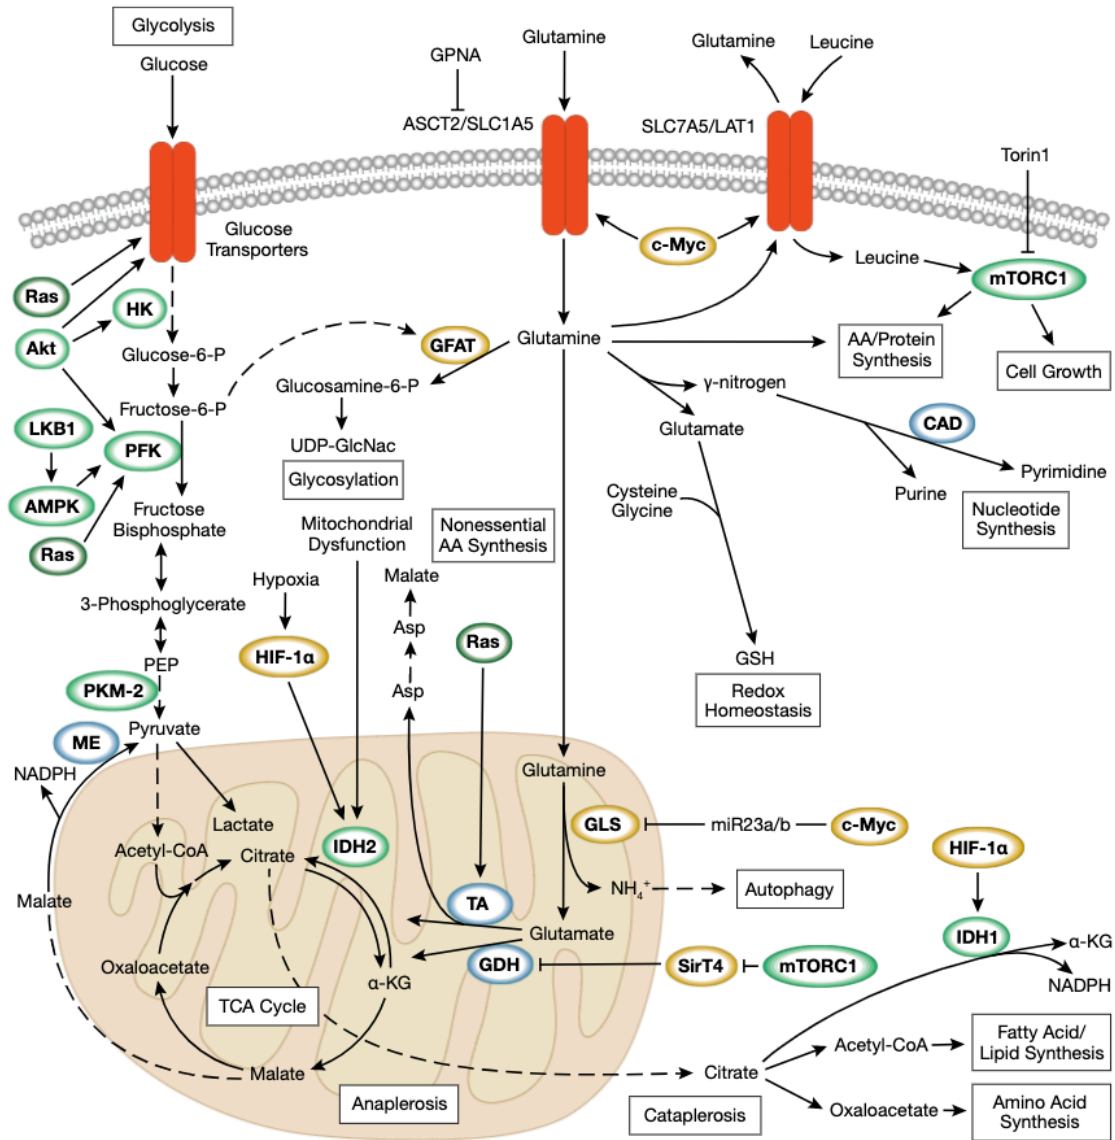 Glycolysis
Glucose
GPNA
Glutamine
Glutamine
Leucine
ASCT2/SLC1A5
SLC7A5/LAT1
Torin1
Glucose
Transporters
c-Myc
Leucine
mTORC1
Ras
HK
Akt
Glucose-6-P
GFAT
Glutamine
AA/Protein
Synthesis
Cell Growth
Glucosamine-6-P
γ-nitrogen
Fructose-6-P
LKB1
PFK
UDP-GlcNac
Glycosylation
Glutamate
CAD
Pyrimidine
Purine
Nucleotide
Synthesis
AMPK
Fructose
Bisphosphate
Ras
Mitochondrial
Dysfunction
Nonessential
AA Synthesis
Cysteine
Glycine
Hypoxia
Malate
3-Phosphoglycerate
Asp
Ras
HIF-1α
PEP
Asp
GSH
Redox
Homeostasis
PKM-2
Pyruvate
ME
NADPH
Glutamine
Lactate
GLS
miR23a/b
c-Myc
Acetyl-CoA
Citrate
IDH2
HIF-1α
NH4+
Autophagy
Malate
TA
Glutamate
IDH1
α-KG
Oxaloacetate
GDH
SirT4
mTORC1
α-KG
NADPH
TCA Cycle
Acetyl-CoA
Fatty Acid/
Lipid Synthesis
Malate
Citrate
Anaplerosis
Cataplerosis
Oxaloacetate
Amino Acid
Synthesis